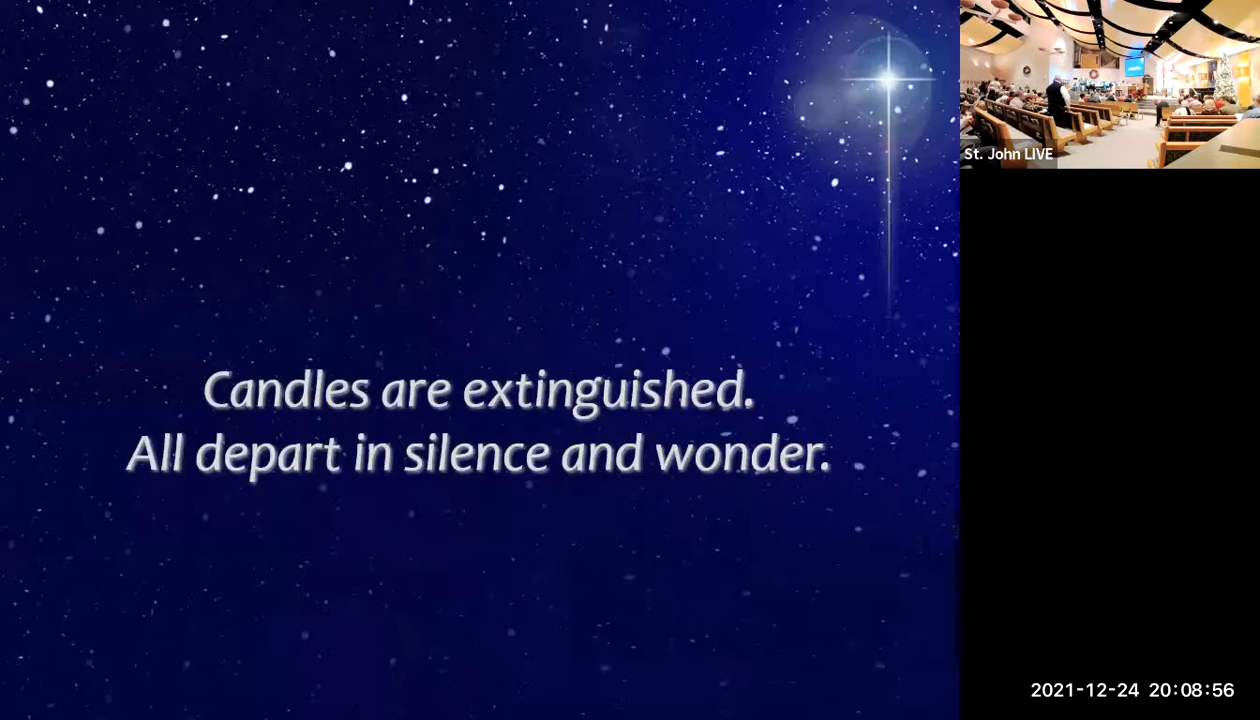 Candles are extinguished.
All depart in silence and wonder.
St. John LIVE
2021-12-24 20:08:56